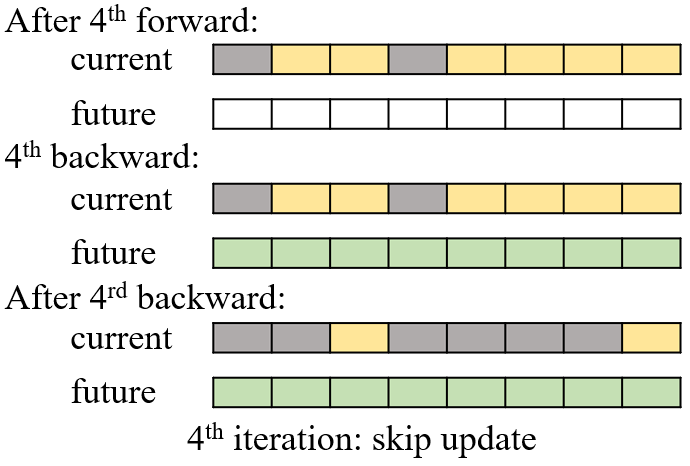 After 4th forward:
current
future
4th backward:
current
future
After 4rd backward:
current
future
4th iteration: skip update